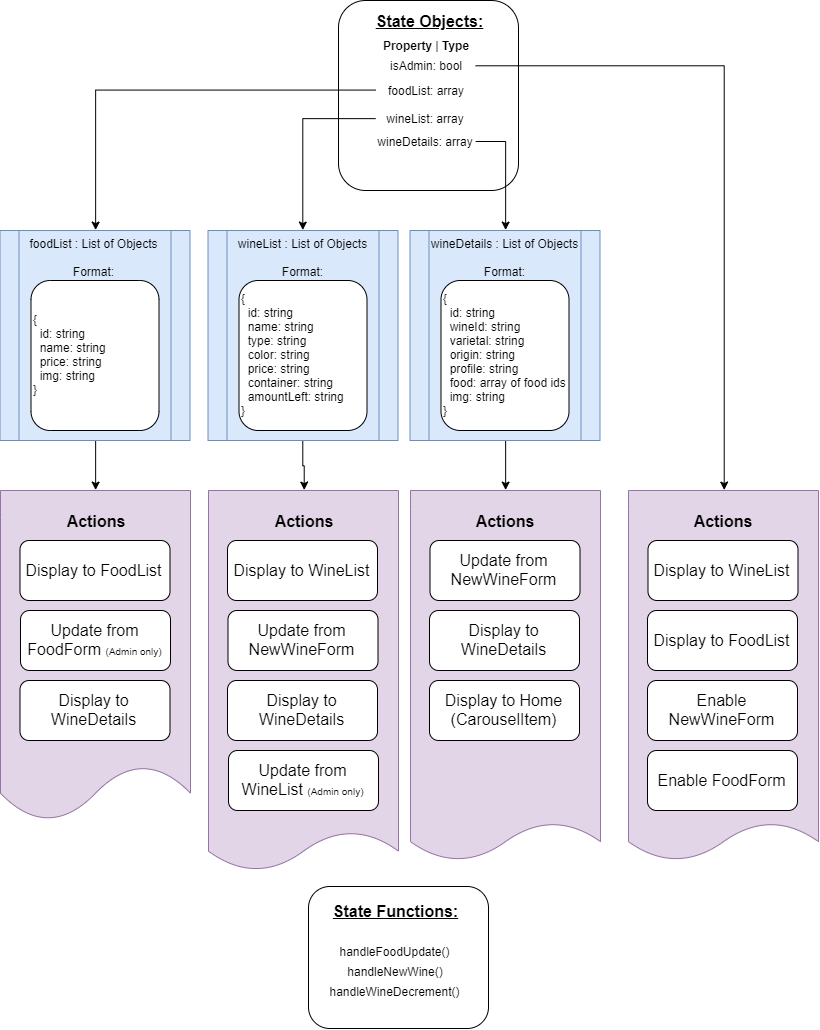 State Objects:
Property | Type
isAdmin: bool
foodList: array
wineList: array
wineDetails: array
foodList : List of Objects
Format:
{
id: string
name: string
price: string
img: string
}
wineList : List of Objects
Format:
{
id: string
name: string
type: string
color: string
price: string
container: string
amountLeft: string
}
wineDetails : List of Objects
Format:
{
id: string
wineId: string
varietal: string
origin: string
profile: string
food: array of food ids
img: string
}
Actions
Display to FoodList
Update from
FoodForm (Admin only)
Display to
WineDetails
Actions
Display to WineList
Update from
NewWineForm
Display to
WineDetails
Update from
WineList (Admin only)
Actions
Update from
NewWineForm
Display to
WineDetails
Display to Home
(CarouselItem)
Actions
Display to WineList
Display to FoodList
Enable
NewWineForm
Enable FoodForm
State Functions:
handleFoodUpdate()
handleNewWine()
handleWineDecrement()